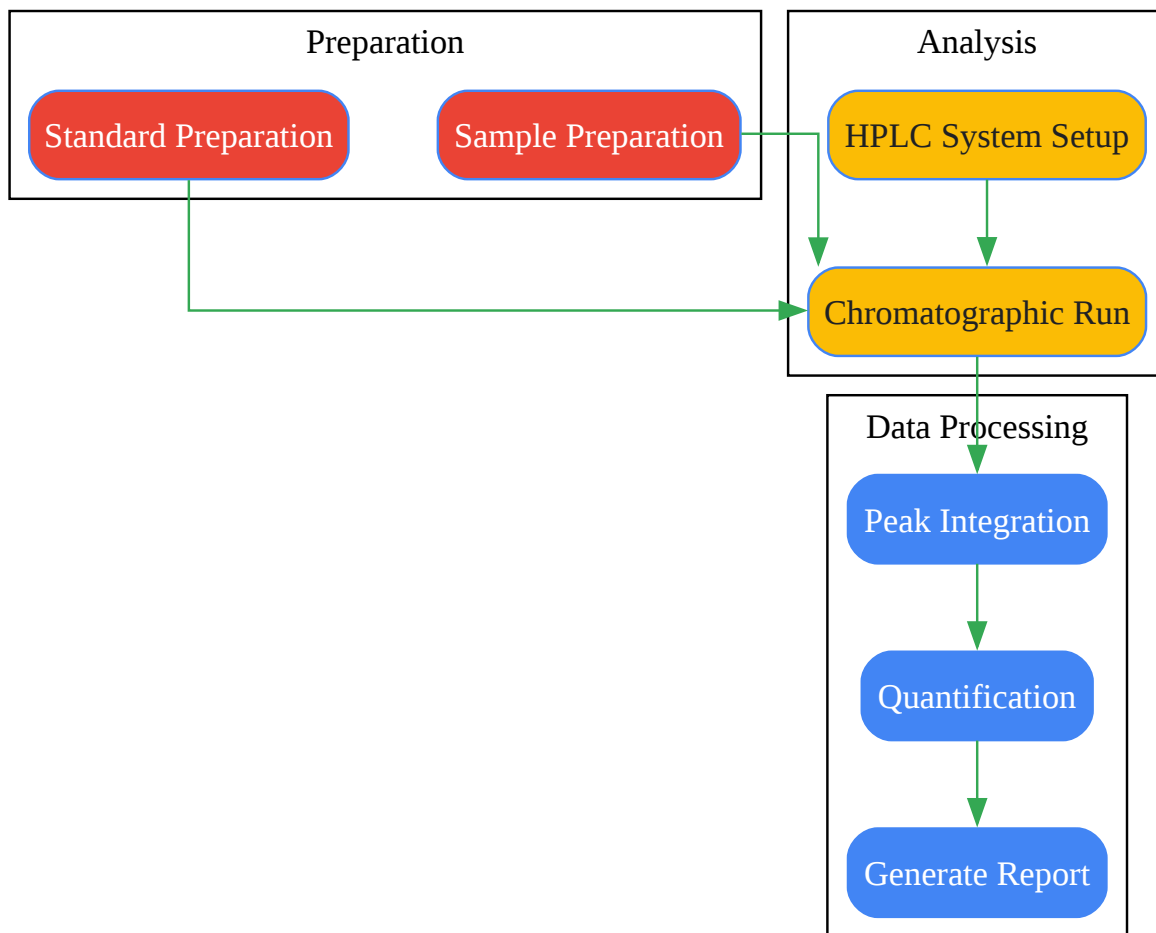 Preparation
Standard Preparation
Sample Preparation
Analysis
HPLC System Setup
Chromatographic Run
Data Processing
Peak Integration
Quantification
Generate Report